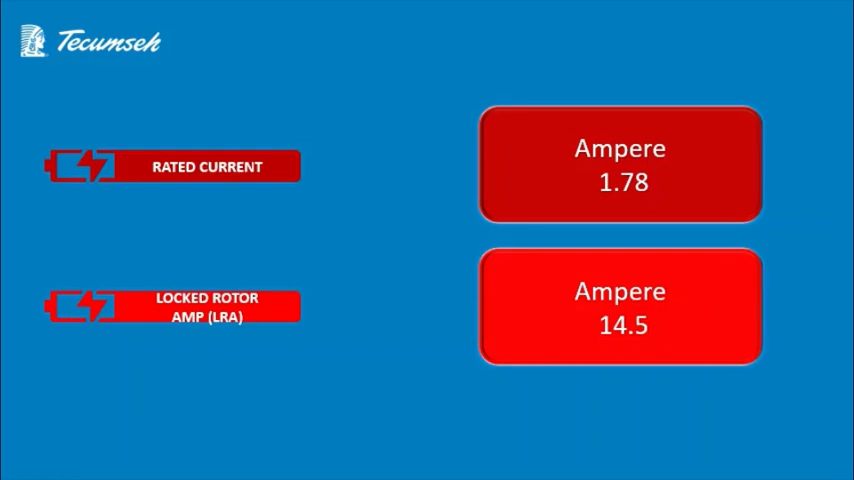 Tecumseh
RATED CURRENT
Ampere
1.78
LOCKED ROTOR
AMP (LRA)
Ampere
14.5